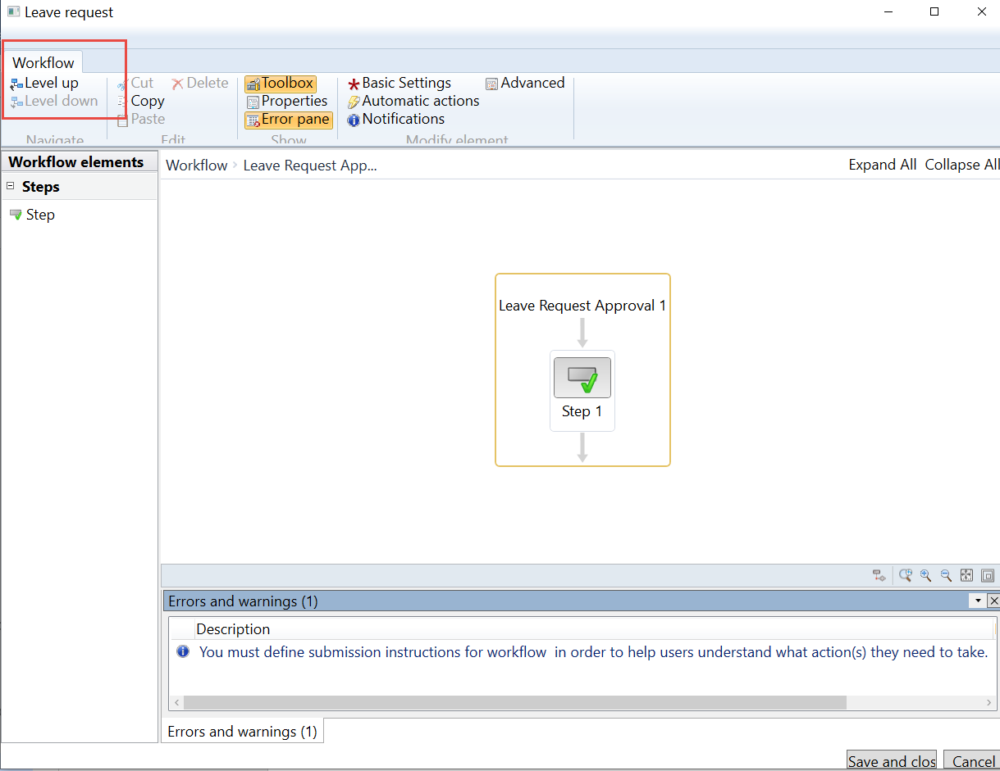 Leave request
Workflow
Level up
Level down
Navigate
Cut
Delete
Copy
Paste
Edit
Toolbox
Properties
Error pane
Show
Basic Settings
Advanced
Automatic actions
Notifications
Modify element
Workflow elements
Steps
Step
Workflow › Leave Request App...
Expand All Collapse All
Leave Request Approval 1
Step 1
Errors and warnings (1)
Description
You must define submission instructions for workflow in order to help users understand what action(s) they need to take.
Errors and warnings (1)
Save and clos
Cancel